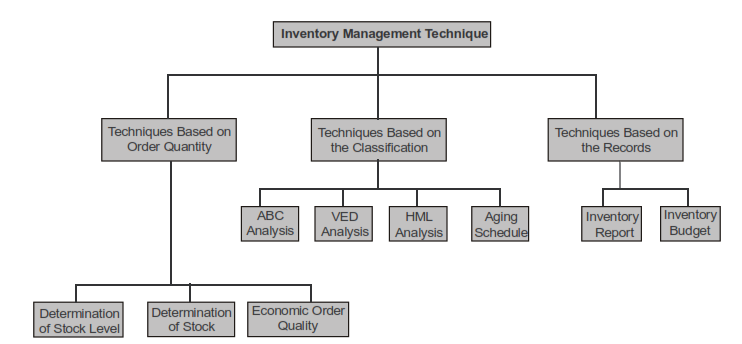 Inventory Management Technique
Techniques Based on
Order Quantity
Techniques Based on
the Classification
Techniques Based on
the Records
ABC
Analysis
VED
Analysis
HML
Analysis
Aging
Schedule
Inventory
Report
Inventory
Budget
Determination
of Stock Level
Determination
of Stock
Economic Order
Quality